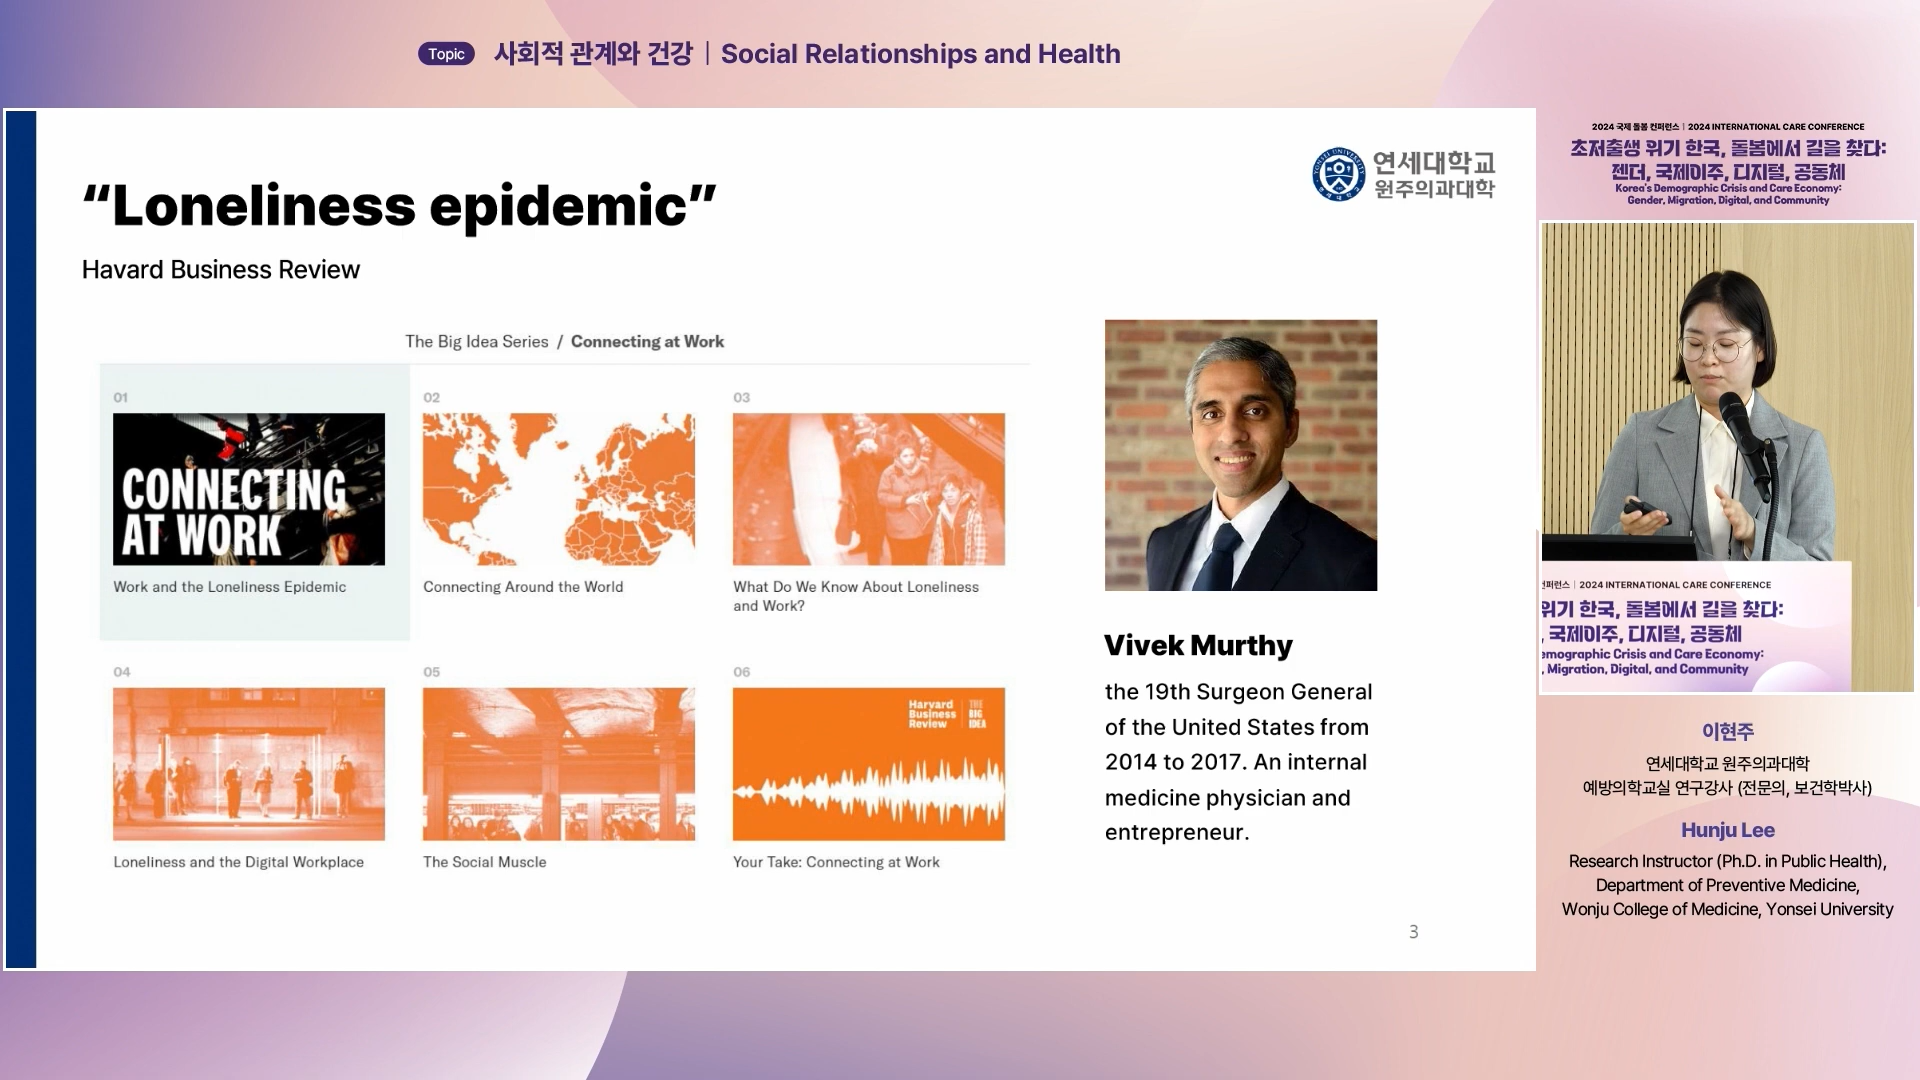 Topic 사회적 관계와 건강 | Social Relationships and Health
“Loneliness epidemic”
Havard Business Review
연세대학교
원주의과대학
The Big Idea Series / Connecting at Work
01
CONNECTING
AT WORK
Work and the Loneliness Epidemic
02
Connecting Around the World
03
What Do We Know About Loneliness
and Work?
04
Loneliness and the Digital Workplace
05
The Social Muscle
06
Harvard
Business
Review
THE
BIG
IDEA
Your Take: Connecting at Work
Vivek Murthy
the 19th Surgeon General
of the United States from
2014 to 2017. An internal
medicine physician and
entrepreneur.
3
2024 국제 돌봄 컨퍼런스 | 2024 INTERNATIONAL CARE CONFERENCE
초저출생 위기 한국, 돌봄에서 길을 찾다:
젠더, 국제이주, 디지털, 공동체
Korea's Demographic Crisis and Care Economy:
Gender, Migration, Digital, and Community
컨퍼런스 | 2024 INTERNATIONAL CARE CONFERENCE
위기 한국, 돌봄에서 길을 찾다:
, 국제이주, 디지털, 공동체
emographic Crisis and Care Economy:
, Migration, Digital, and Community
이현주
연세대학교 원주의과대학
예방의학교실 연구강사 (전문의, 보건학박사)
Hunju Lee
Research Instructor (Ph.D. in Public Health),
Department of Preventive Medicine,
Wonju College of Medicine, Yonsei University